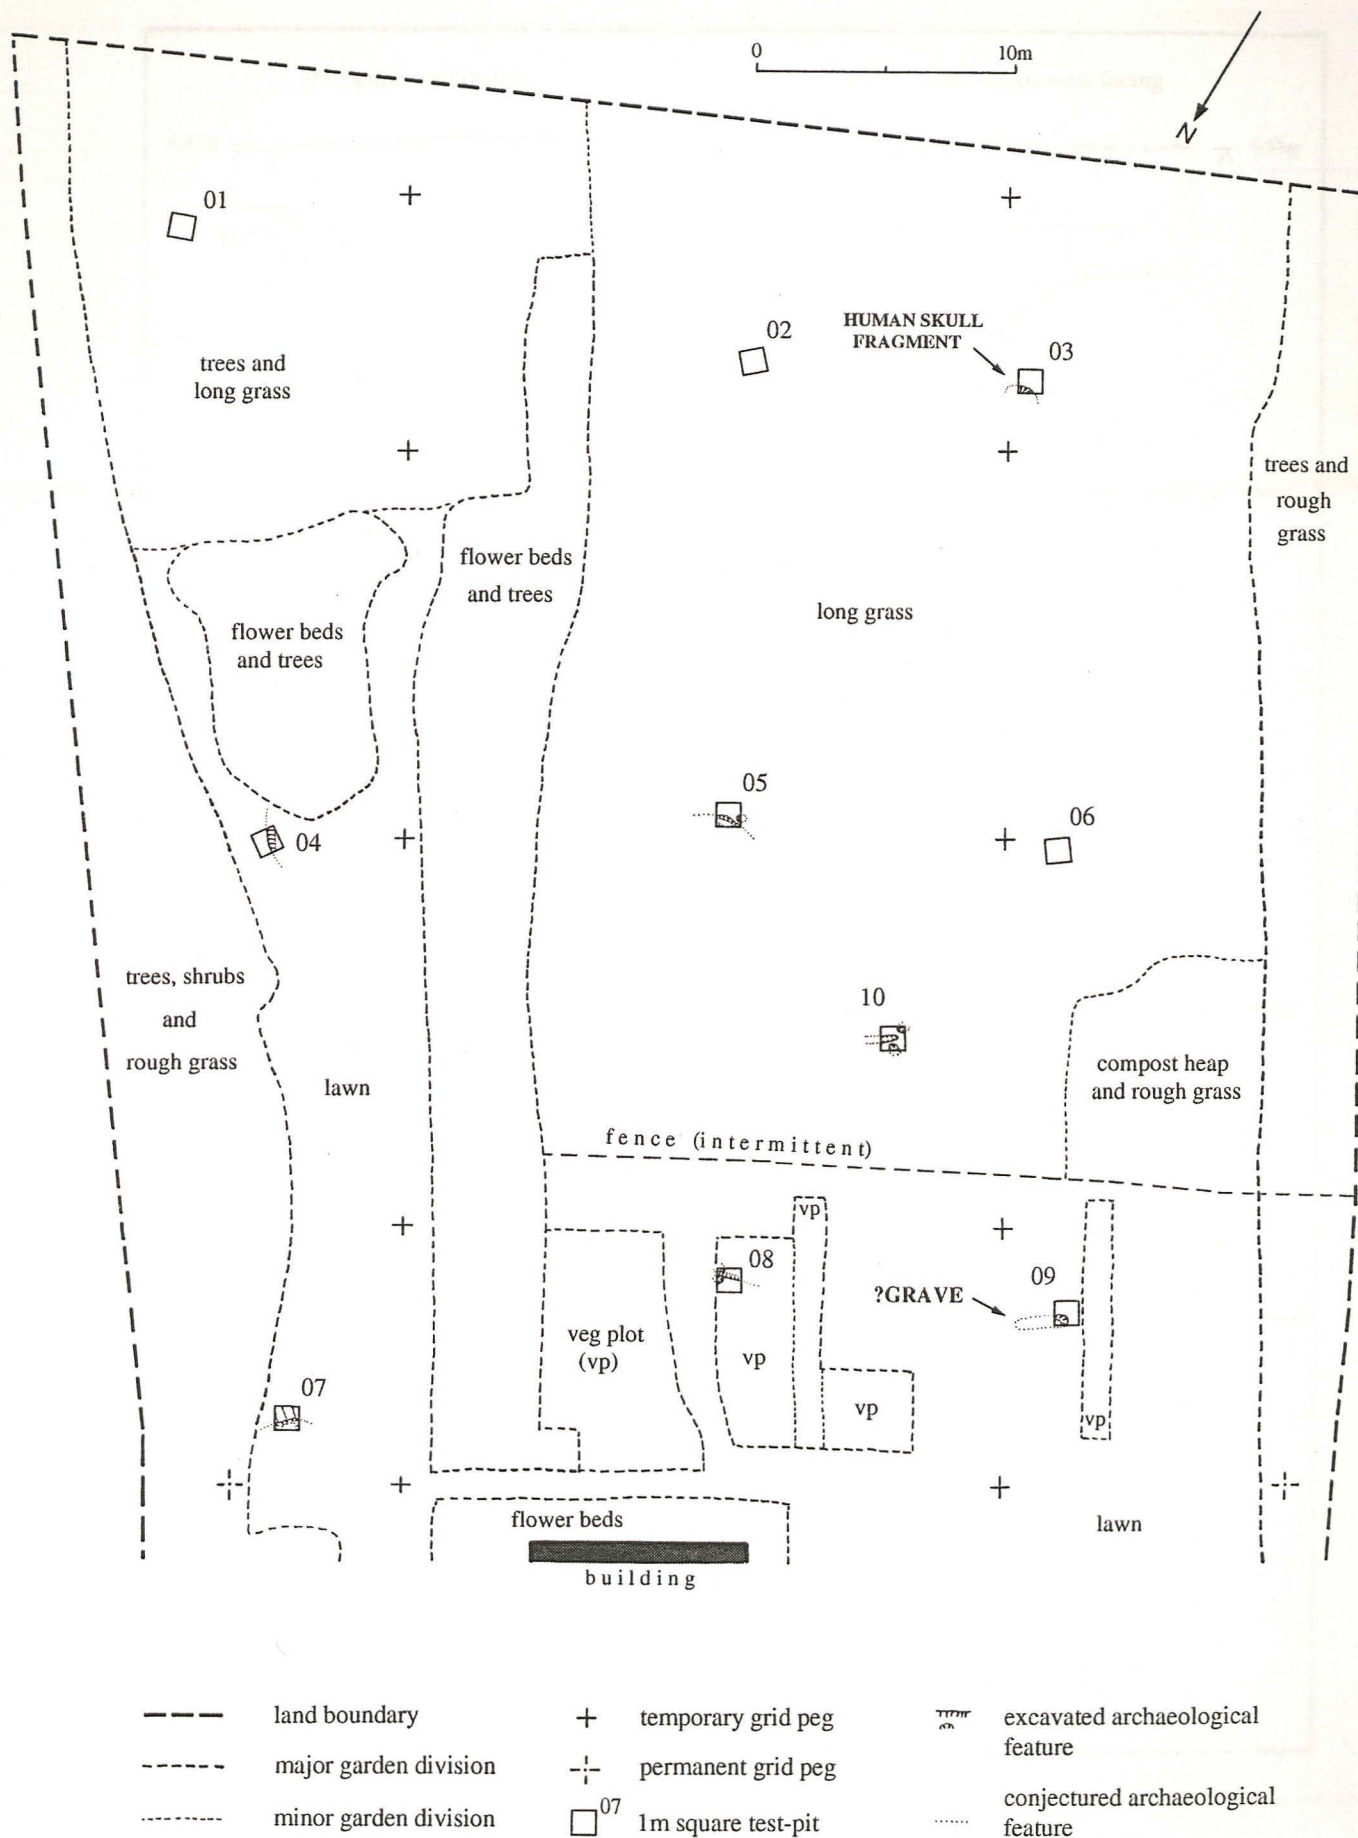 0
10m
N
01
02
HUMAN SKULL
FRAGMENT
03
trees and
long grass
trees and
rough
grass
flower beds
and trees
flower beds
and trees
long grass
05
06
04
trees, shrubs
and
rough grass
lawn
10
compost heap
and rough grass
fence (intermittent)
vp
08
09
?GRAVE
veg plot
(vp)
vp
vp
vp
07
flower beds
lawn
building
land boundary
major garden division
minor garden division
temporary grid peg
permanent grid peg
07
1m square test-pit
excavated archaeological
feature
conjectured archaeological
feature